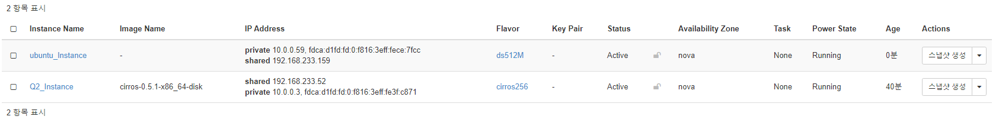 2 항목 표시
Instance Name Image Name IP Address Flavor Key Pair Status Availability Zone Task Power State Age Actions
ubuntu_Instance - private 10.0.0.59, fdca:d1fd:fd:0:f816:3eff:fece:7fcc ds512M - Active nova None Running 0분 스냅샷 생성
shared 192.168.233.159
Q2_Instance cirros-0.5.1-x86_64-disk shared 192.168.233.52 cirros256 - Active nova None Running 40분 스냅샷 생성
private 10.0.0.3, fdca:d1fd:fd:0:f816:3eff:fe3f:c871
2 항목 표시